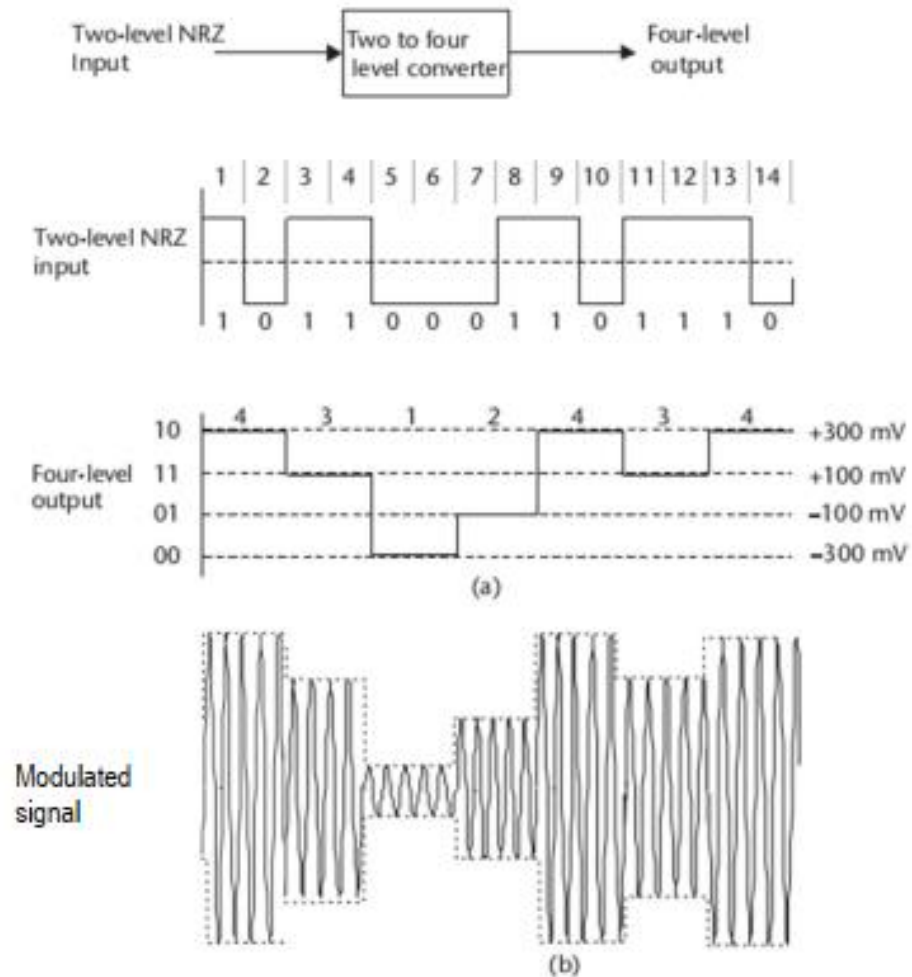 Two-level NRZ
Input
Two to four
level converter
Four-level
output
1 2 3 4 5 6 7 8 9 10 11 12 13 14
Two-level NRZ
input
1 0 1 1 0 0 0 1 1 0 1 1 1 0
4 3 1 2 4 3 4
10 +300 mV
11 +100 mV
Four-level
output
01 −100 mV
00 −300 mV
(a)
Modulated
signal
(b)